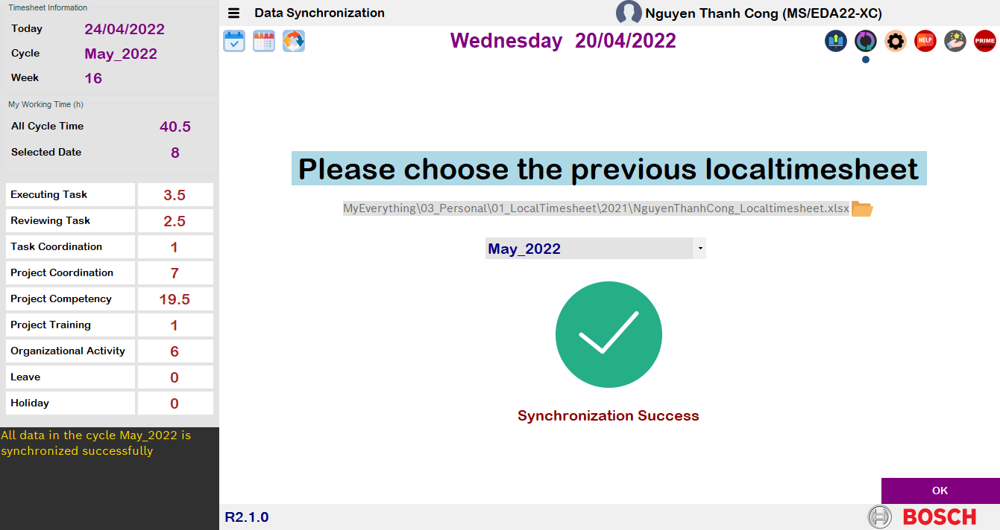 Timesheet Information
Today 24/04/2022
Cycle May_2022
Week 16
My Working Time (h)
All Cycle Time 40.5
Selected Date 8
Executing Task 3.5
Reviewing Task 2.5
Task Coordination 1
Project Coordination 7
Project Competency 19.5
Project Training 1
Organizational Activity 6
Leave 0
Holiday 0
All data in the cycle May_2022 is
synchronized successfully
Data Synchronization
Nguyen Thanh Cong (MS/EDA22-XC)
Wednesday 20/04/2022
HELP
PRIME
Please choose the previous localtimesheet
MyEverything\03_Personal\01_LocalTimesheet\2021\NguyenThanhCong_Localtimesheet.xlsx
May_2022
Synchronization Success
OK
R2.1.0
BOSCH